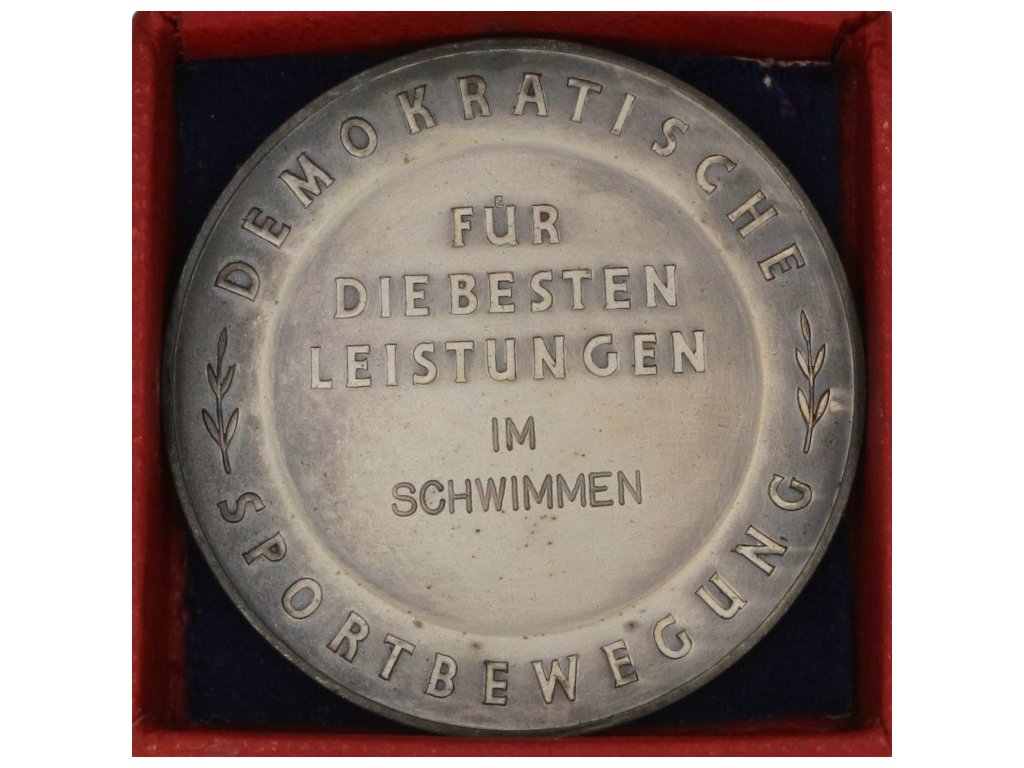 DEMOKRATISCHE
FÜR
DIE BESTEN
LEISTUNGEN
IM
SCHWIMMEN
SPORTBEWEGUNG